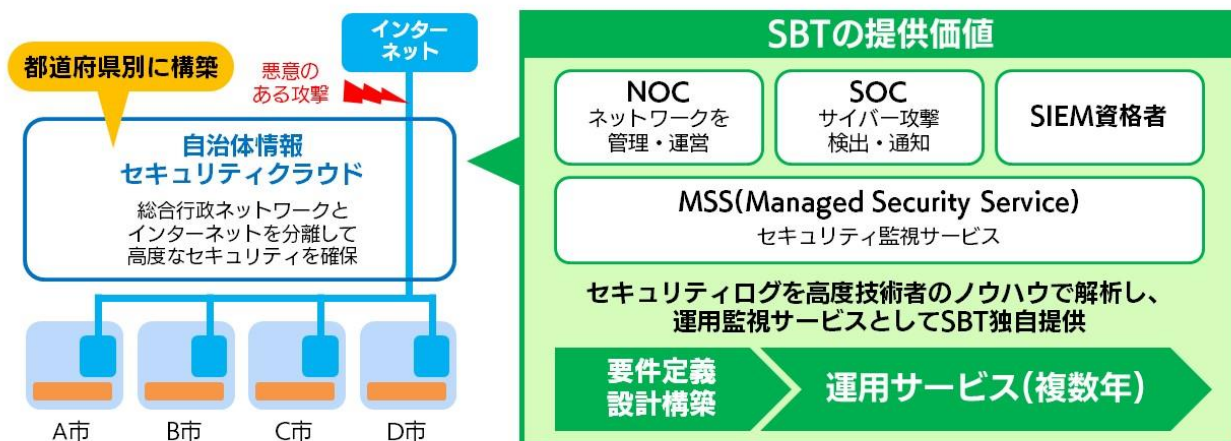 インター
ネット
都道府県別に構築
悪意の
ある攻撃
自治体情報
セキュリティクラウド
総合行政ネットワークと
インターネットを分離して
高度なセキュリティを確保
A市
B市
C市
D市
SBTの提供価値
NOC
ネットワークを
管理・運営
SOC
サイバー攻撃
検出・通知
SIEM資格者
MSS(Managed Security Service)
セキュリティ監視サービス
セキュリティログを高度技術者のノウハウで解析し、
運用監視サービスとしてSBT独自提供
要件定義
設計構築
運用サービス(複数年)